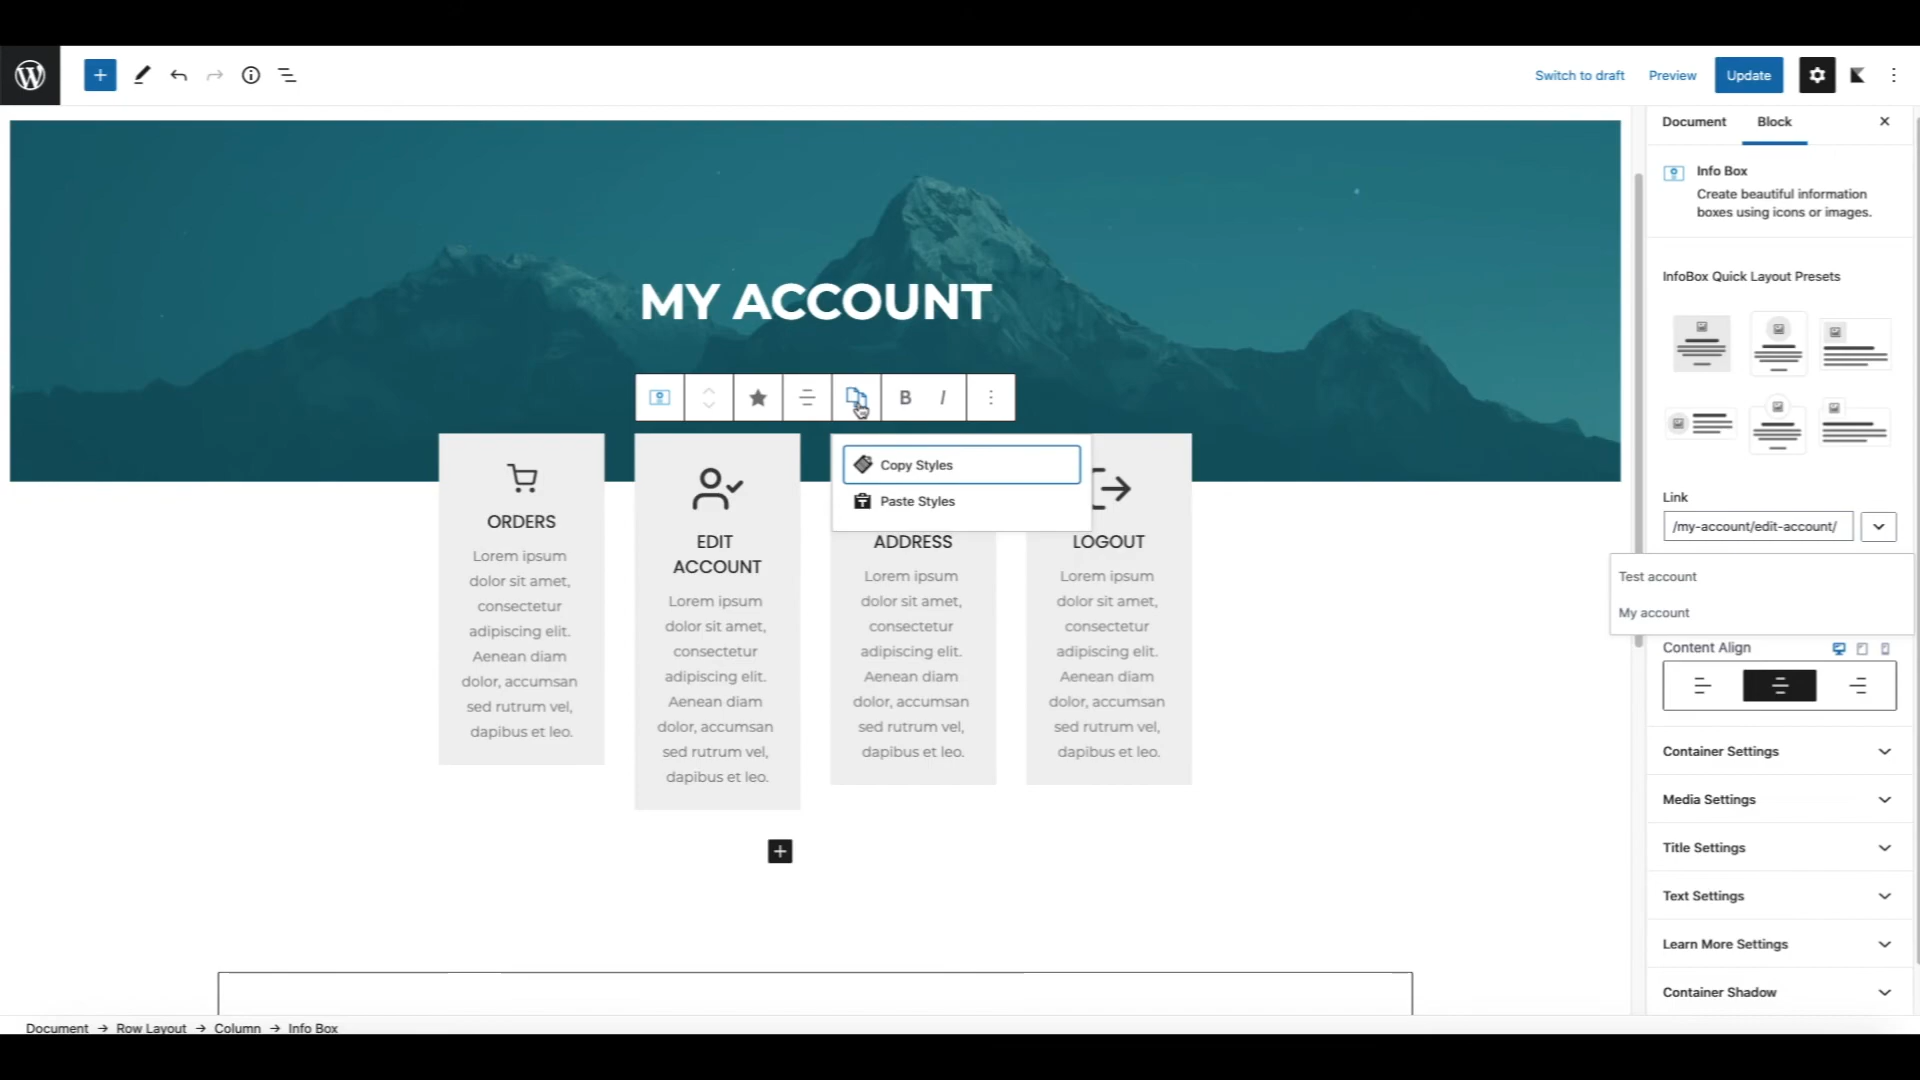 Switch to draft
Preview
Update
Document
Block
Info Box
Create beautiful information
boxes using icons or images.
InfoBox Quick Layout Presets
Link
/my-account/edit-account/
Test account
My account
Content Align
Container Settings
Media Settings
Title Settings
Text Settings
Learn More Settings
Container Shadow
MY ACCOUNT
B I
Copy Styles
Paste Styles
ORDERS
Lorem ipsum
dolor sit amet,
consectetur
adipiscing elit.
Aenean diam
dolor, accumsan
sed rutrum vel,
dapibus et leo.
EDIT
ACCOUNT
Lorem ipsum
dolor sit amet,
consectetur
adipiscing elit.
Aenean diam
dolor, accumsan
sed rutrum vel,
dapibus et leo.
ADDRESS
Lorem ipsum
dolor sit amet,
consectetur
adipiscing elit.
Aenean diam
dolor, accumsan
sed rutrum vel,
dapibus et leo.
LOGOUT
Lorem ipsum
dolor sit amet,
consectetur
adipiscing elit.
Aenean diam
dolor, accumsan
sed rutrum vel,
dapibus et leo.
Document → Row Layout → Column → Info Box